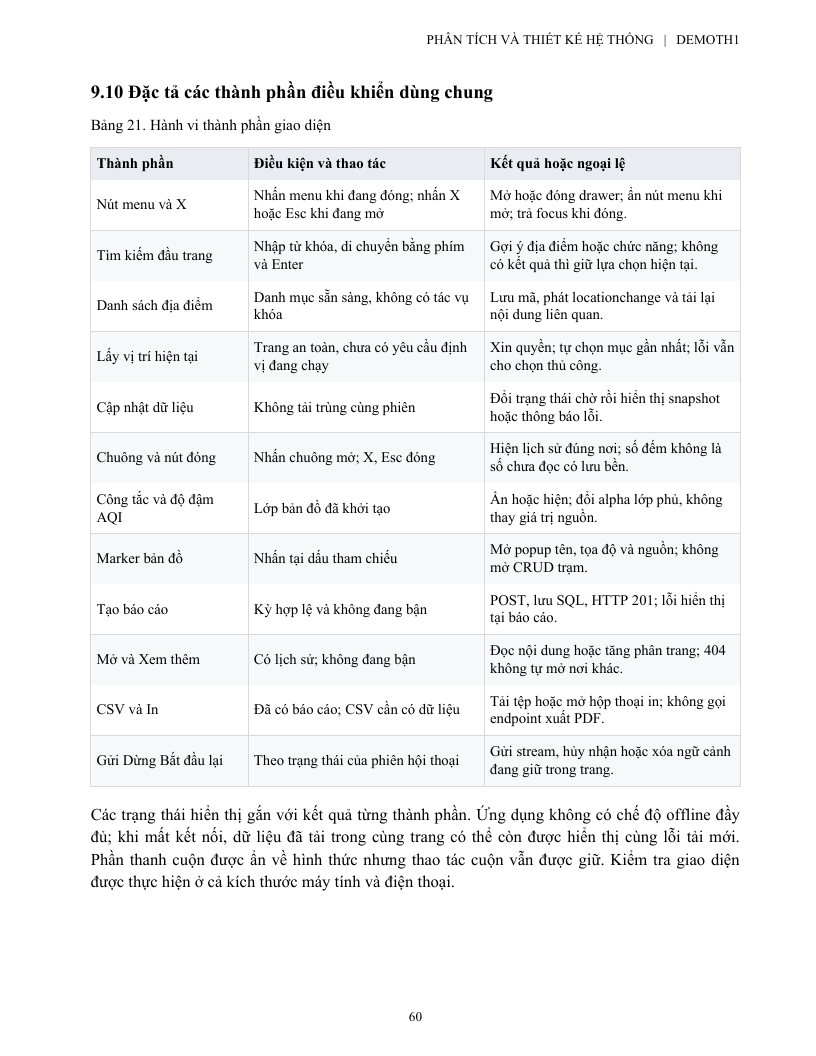 PHÂN TÍCH VÀ THIẾT KẾ HỆ THỐNG | DEMOTH1
9.10 Đặc tả các thành phần điều khiển dùng chung
Bảng 21. Hành vi thành phần giao diện
Thành phần | Điều kiện và thao tác | Kết quả hoặc ngoại lệ
Nút menu và X
Nhấn menu khi đang đóng; nhấn X
hoặc Esc khi đang mở
Mở hoặc đóng drawer; ẩn nút menu khi
mở; trả focus khi đóng.
Tìm kiếm đầu trang
Nhập từ khóa, di chuyển bằng phím
và Enter
Gợi ý địa điểm hoặc chức năng; không
có kết quả thì giữ lựa chọn hiện tại.
Danh sách địa điểm
Danh mục sẵn sàng, không có tác vụ
khóa
Lưu mã, phát locationchange và tải lại
nội dung liên quan.
Lấy vị trí hiện tại
Trang an toàn, chưa có yêu cầu định
vị đang chạy
Xin quyền; tự chọn mục gần nhất; lỗi vẫn
cho chọn thủ công.
Cập nhật dữ liệu
Không tải trùng cùng phiên
Đổi trạng thái chờ rồi hiển thị snapshot
hoặc thông báo lỗi.
Chuông và nút đóng
Nhấn chuông mở; X, Esc đóng
Hiện lịch sử đúng nơi; số đếm không là
số chưa đọc có lưu bền.
Công tắc và độ đậm
AQI
Lớp bản đồ đã khởi tạo
Ẩn hoặc hiện; đổi alpha lớp phủ, không
thay giá trị nguồn.
Marker bản đồ
Nhấn tại dấu tham chiếu
Mở popup tên, tọa độ và nguồn; không
mở CRUD trạm.
Tạo báo cáo
Kỳ hợp lệ và không đang bận
POST, lưu SQL, HTTP 201; lỗi hiển thị
tại báo cáo.
Mở và Xem thêm
Có lịch sử; không đang bận
Đọc nội dung hoặc tăng phân trang; 404
không tự mở nơi khác.
CSV và In
Đã có báo cáo; CSV cần có dữ liệu
Tải tệp hoặc mở hộp thoại in; không gọi
endpoint xuất PDF.
Gửi Dừng Bắt đầu lại
Theo trạng thái của phiên hội thoại
Gửi stream, hủy nhận hoặc xóa ngữ cảnh
đang giữ trong trang.
Các trạng thái hiển thị gắn với kết quả từng thành phần. Ứng dụng không có chế độ offline đầy
đủ; khi mất kết nối, dữ liệu đã tải trong cùng trang có thể còn được hiển thị cùng lỗi tải mới.
Phần thanh cuộn được ẩn về hình thức nhưng thao tác cuộn vẫn được giữ. Kiểm tra giao diện
được thực hiện ở cả kích thước máy tính và điện thoại.
60